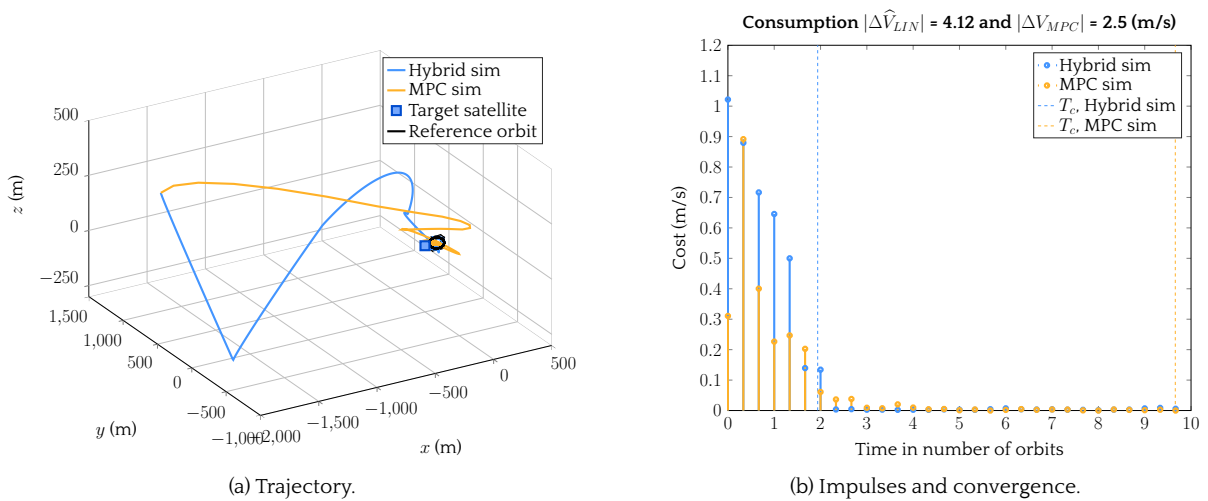 Hybrid sim
MPC sim
Target satellite
Reference orbit
500
250
0
−250
z (m)
1,500
1,000
500
0
−500
−1,000
y (m)
−2,000
−1,500
−1,000
−500
0
500
x (m)
(a) Trajectory.
Consumption |ΔV̂_LIN| = 4.12 and |ΔV_MPC| = 2.5 (m/s)
Hybrid sim
MPC sim
T_c, Hybrid sim
T_c, MPC sim
1.2
1.1
1
0.9
0.8
0.7
0.6
0.5
0.4
0.3
0.2
0.1
0
Cost (m/s)
0 1 2 3 4 5 6 7 8 9 10
Time in number of orbits
(b) Impulses and convergence.